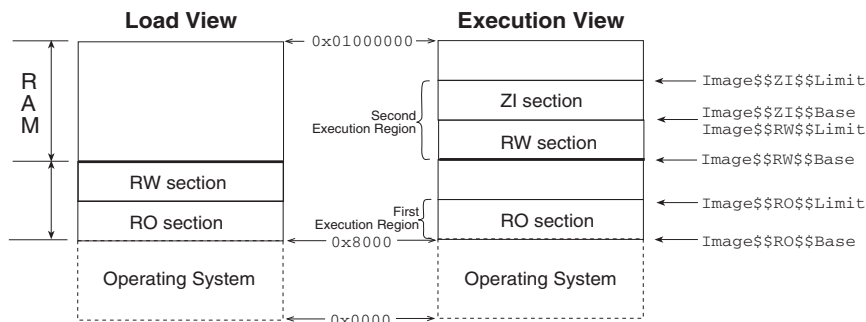 Load View
Execution View
0x01000000
RAM
Image$$ZI$$Limit
ZI section
Second
Execution Region
Image$$ZI$$Base
Image$$RW$$Limit
RW section
Image$$RW$$Base
RW section
Image$$RO$$Limit
RO section
First
Execution Region
RO section
0x8000
Image$$RO$$Base
Operating System
Operating System
0x0000